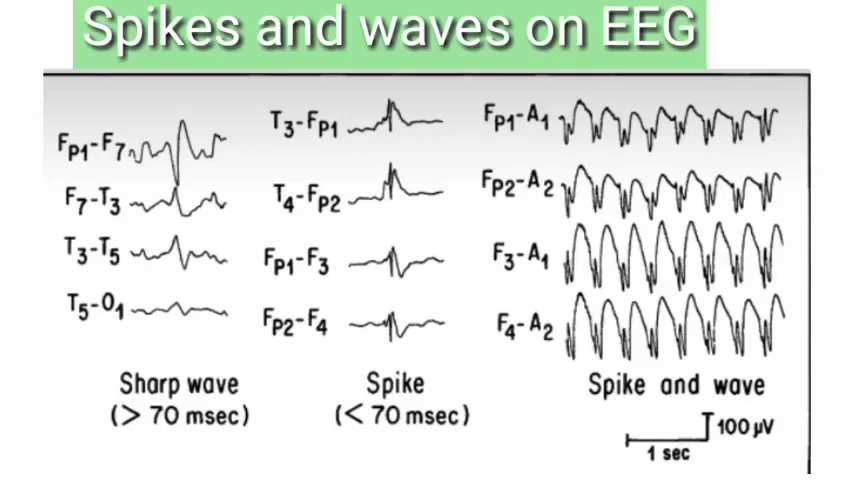 Spikes and waves on EEG
Fp1-F7
F7-T3
T3-T5
T5-O1
Sharp wave
(> 70 msec)
T3-Fp1
T4-Fp2
Fp1-F3
Fp2-F4
Spike
(< 70 msec)
Fp1-A1
Fp2-A2
F3-A1
F4-A2
Spike and wave
100 µV
1 sec